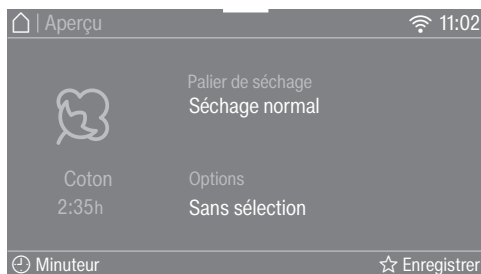 | Aperçu
11:02
Palier de séchage
Séchage normal
Coton
2:35h
Options
Sans sélection
Minuteur
Enregistrer